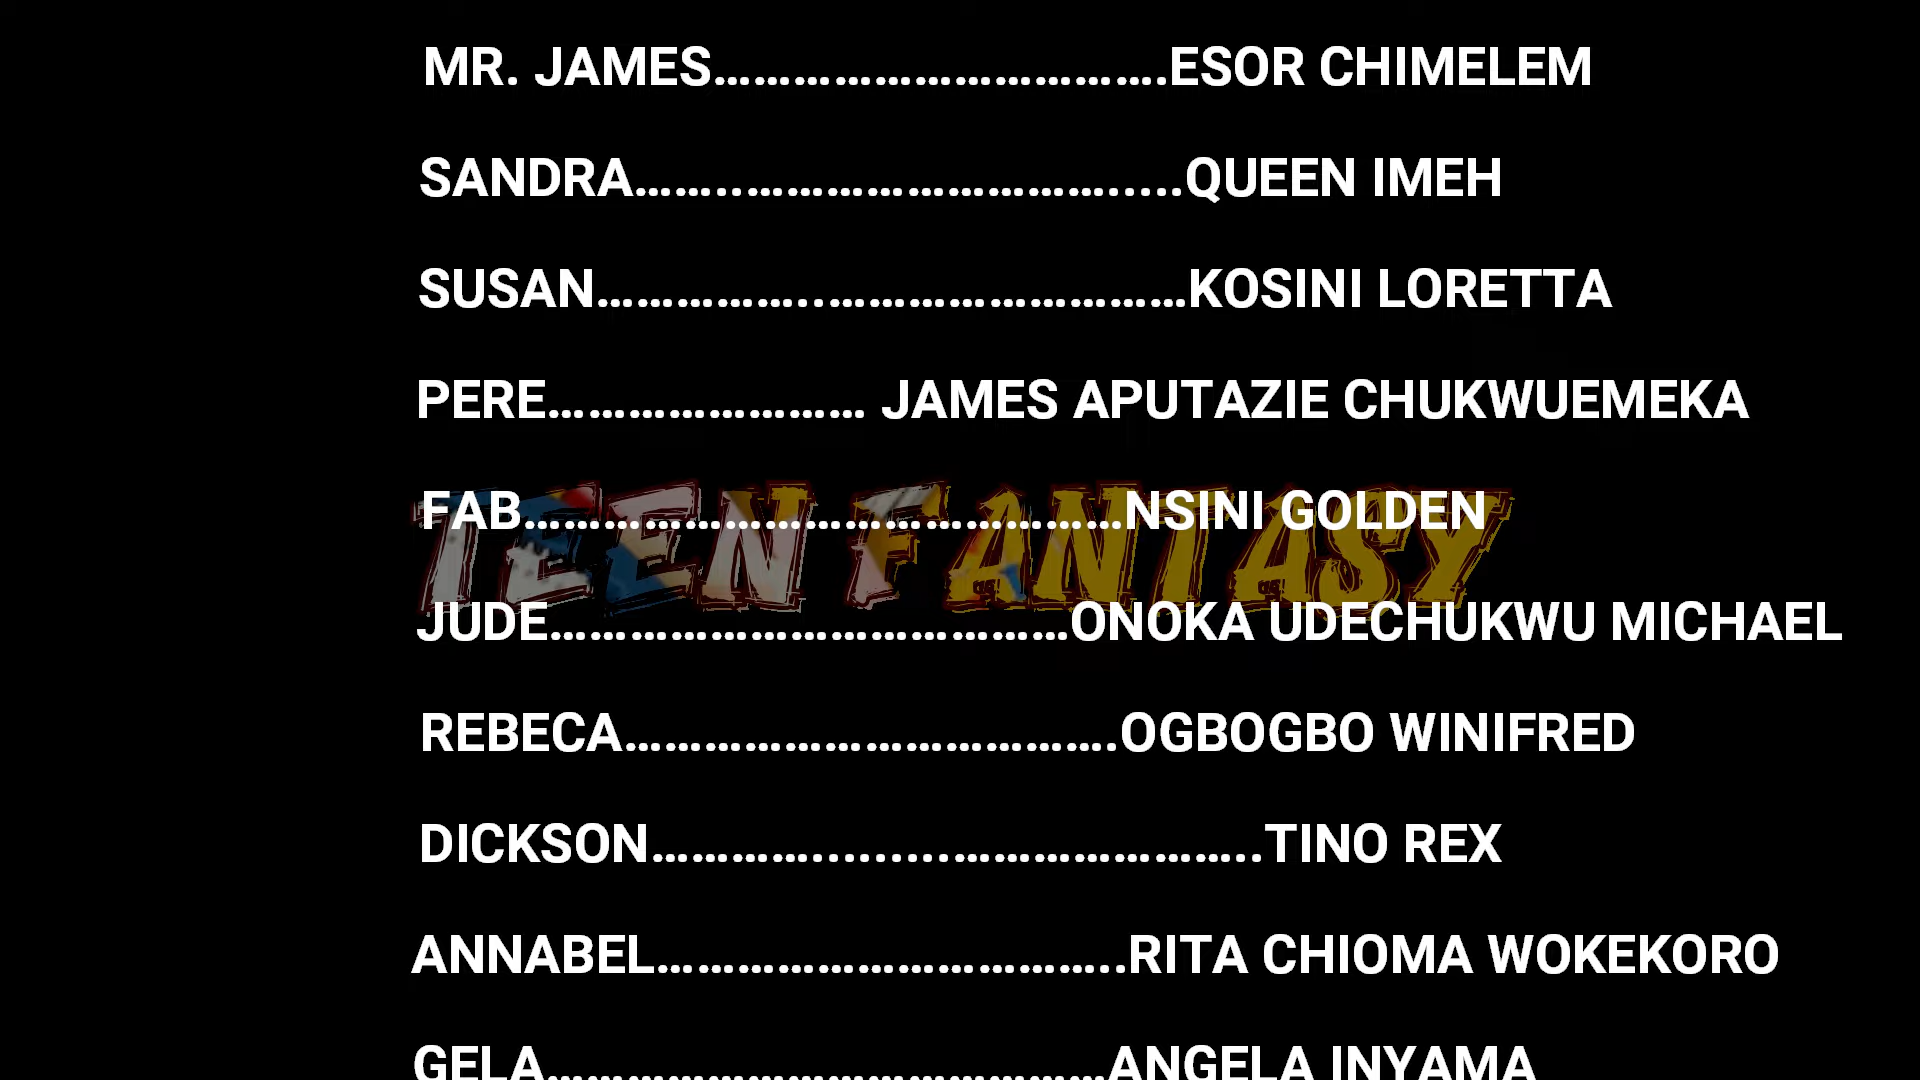 MR. JAMES……………………………….ESOR CHIMELEM
SANDRA……..………………………….....QUEEN IMEH
SUSAN……………..………………………KOSINI LORETTA
PERE…………………… JAMES APUTAZIE CHUKWUEMEKA
FAB………………………………………NSINI GOLDEN
TEEN FANTASY
JUDE…………………………………ONOKA UDECHUKWU MICHAEL
REBECA……………………………….OGBOGBO WINIFRED
DICKSON…………..........…………………..TINO REX
ANNABEL……………………………..RITA CHIOMA WOKEKORO
GELA……………………………………ANGELA INYAMA